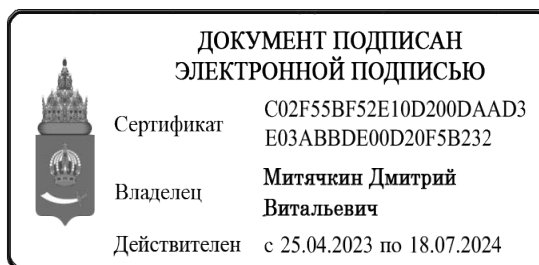 ДОКУМЕНТ ПОДПИСАН
ЭЛЕКТРОННОЙ ПОДПИСЬЮ
Сертификат C02F55BF52E10D200DAAD3
E03ABBDE00D20F5B232
Владелец Митячкин Дмитрий
Витальевич
Действителен с 25.04.2023 по 18.07.2024